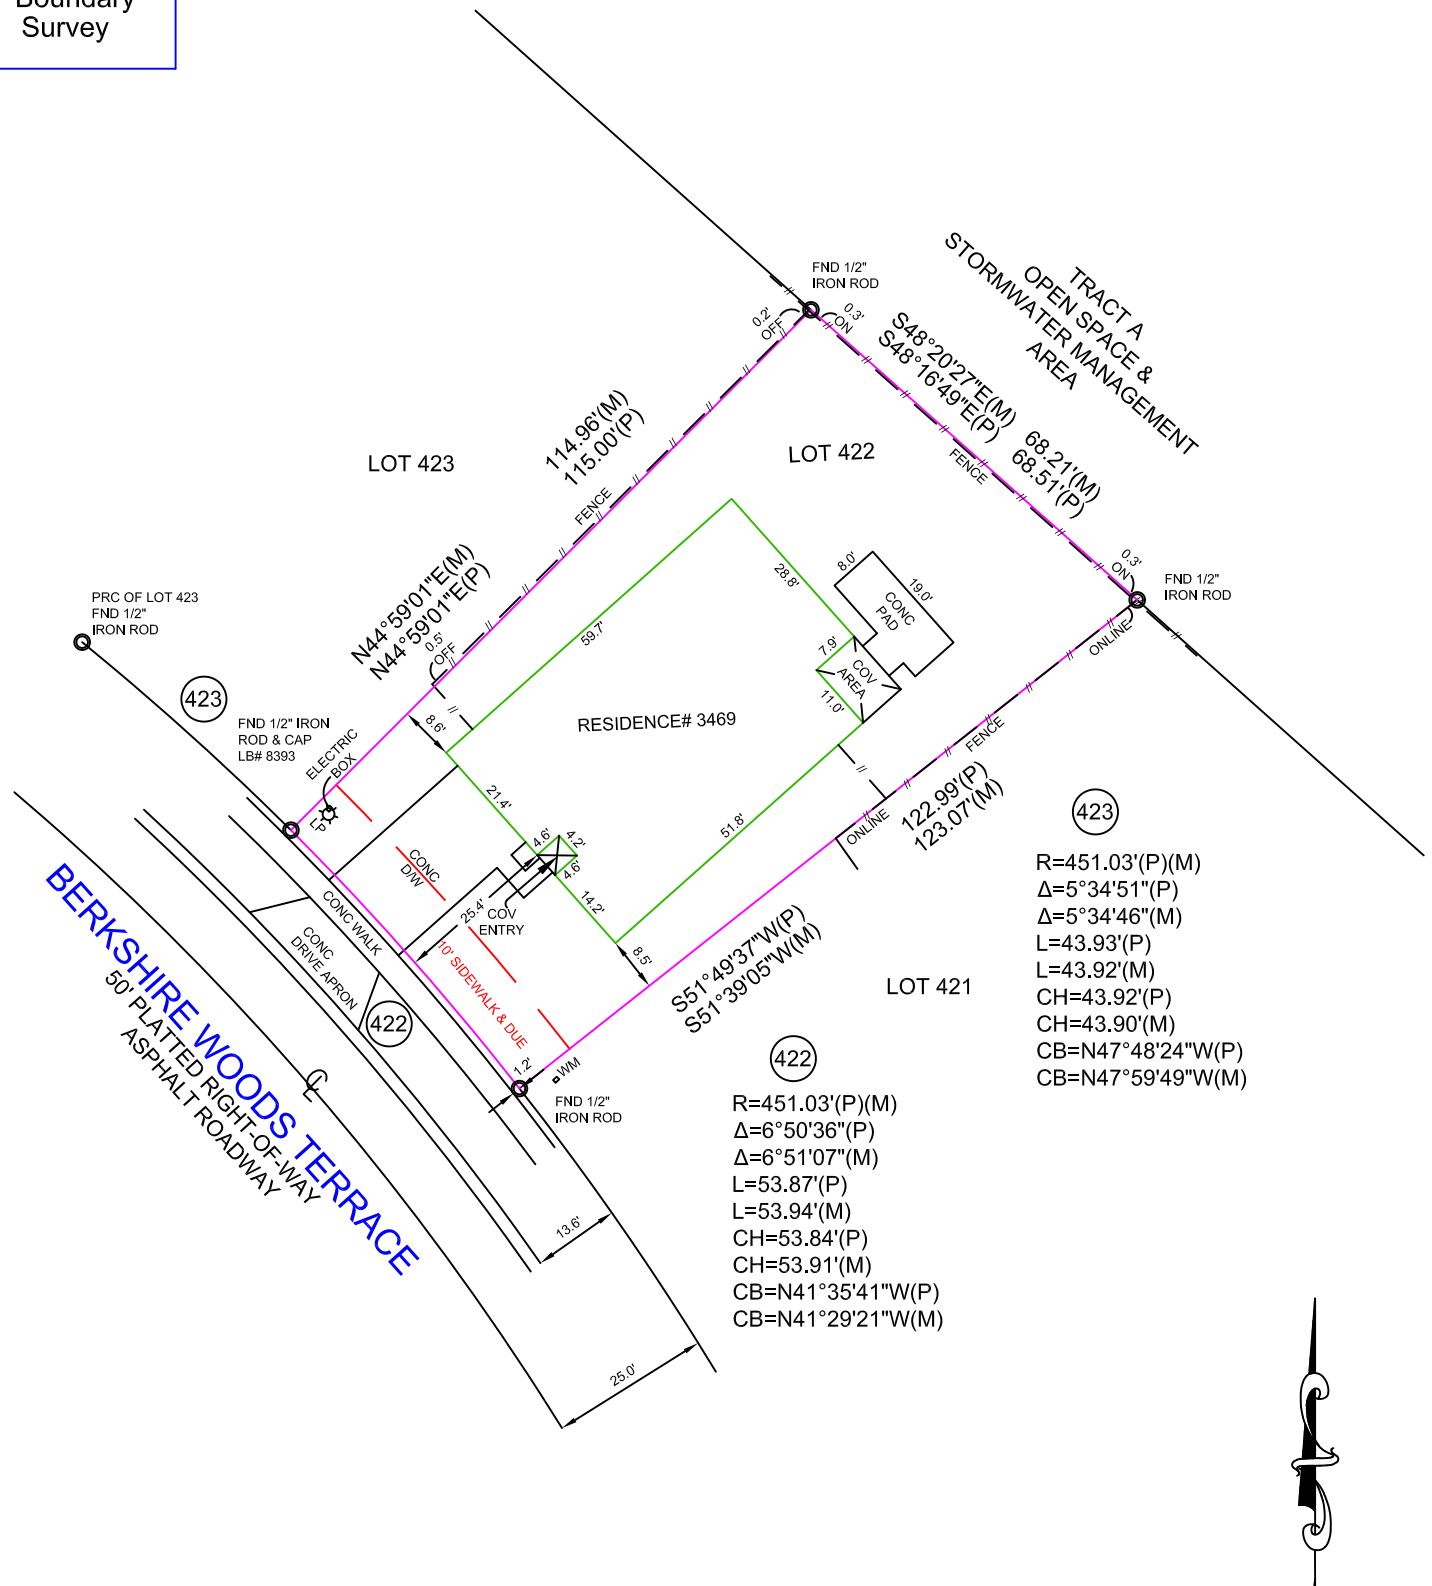 Boundary
Survey
FND 1/2"
IRON ROD
0.2'
OFF
0.3'
ON
TRACT A
OPEN SPACE &
STORMWATER MANAGEMENT
AREA
S48°20'27"E(M)
S48°16'49"E(P)
68.21'(M)
68.51'(P)
FENCE
114.96'(M)
115.00'(P)
FENCE
LOT 423
LOT 422
N44°59'01"E(M)
N44°59'01"E(P)
0.5'
OFF
59.7'
28.8'
8.0'
19.0'
CONC
PAD
7.9'
COV
AREA
11.0'
0.3'
ON
FND 1/2"
IRON ROD
ONLINE
PRC OF LOT 423
FND 1/2"
IRON ROD
423
FND 1/2" IRON
ROD & CAP
LB# 8393
ELECTRIC
BOX
LP
8.6'
RESIDENCE# 3469
FENCE
21.4'
51.8'
4.6'
4.2'
4.6'
ONLINE
122.99'(P)
123.07'(M)
CONC
D/W
25.4'
COV
ENTRY
14.2'
8.5'
CONC WALK
CONC
DRIVE APRON
10' SIDEWALK & DUE
S51°49'37"W(P)
S51°39'05"W(M)
LOT 421
422
1.2'
WM
FND 1/2"
IRON ROD
BERKSHIRE WOODS TERRACE
50' PLATTED RIGHT-OF-WAY
ASPHALT ROADWAY
CL
13.6'
25.0'
423
R=451.03'(P)(M)
Δ=5°34'51"(P)
Δ=5°34'46"(M)
L=43.93'(P)
L=43.92'(M)
CH=43.92'(P)
CH=43.90'(M)
CB=N47°48'24"W(P)
CB=N47°59'49"W(M)
422
R=451.03'(P)(M)
Δ=6°50'36"(P)
Δ=6°51'07"(M)
L=53.87'(P)
L=53.94'(M)
CH=53.84'(P)
CH=53.91'(M)
CB=N41°35'41"W(P)
CB=N41°29'21"W(M)